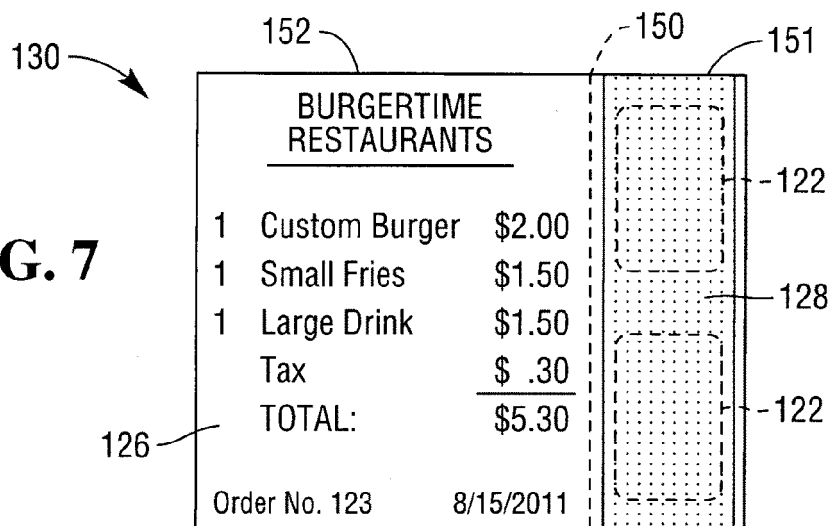 152
150
151
130
BURGERTIME
RESTAURANTS
122
1 Custom Burger $2.00
G. 7
1 Small Fries $1.50
128
1 Large Drink $1.50
Tax $ .30
122
TOTAL: $5.30
126
Order No. 123 8/15/2011